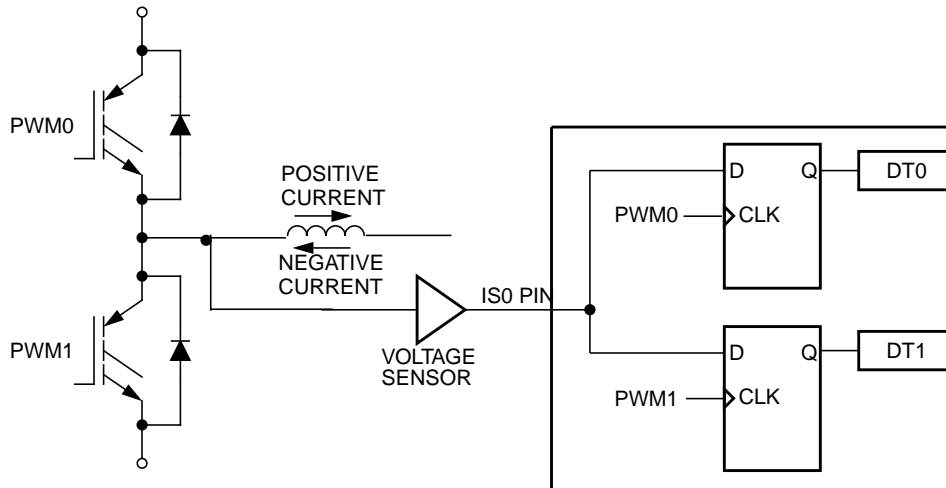 PWM0
POSITIVE
CURRENT
NEGATIVE
CURRENT
PWM1
VOLTAGE
SENSOR
IS0 PIN
D
Q
DT0
PWM0
CLK
D
Q
DT1
PWM1
CLK